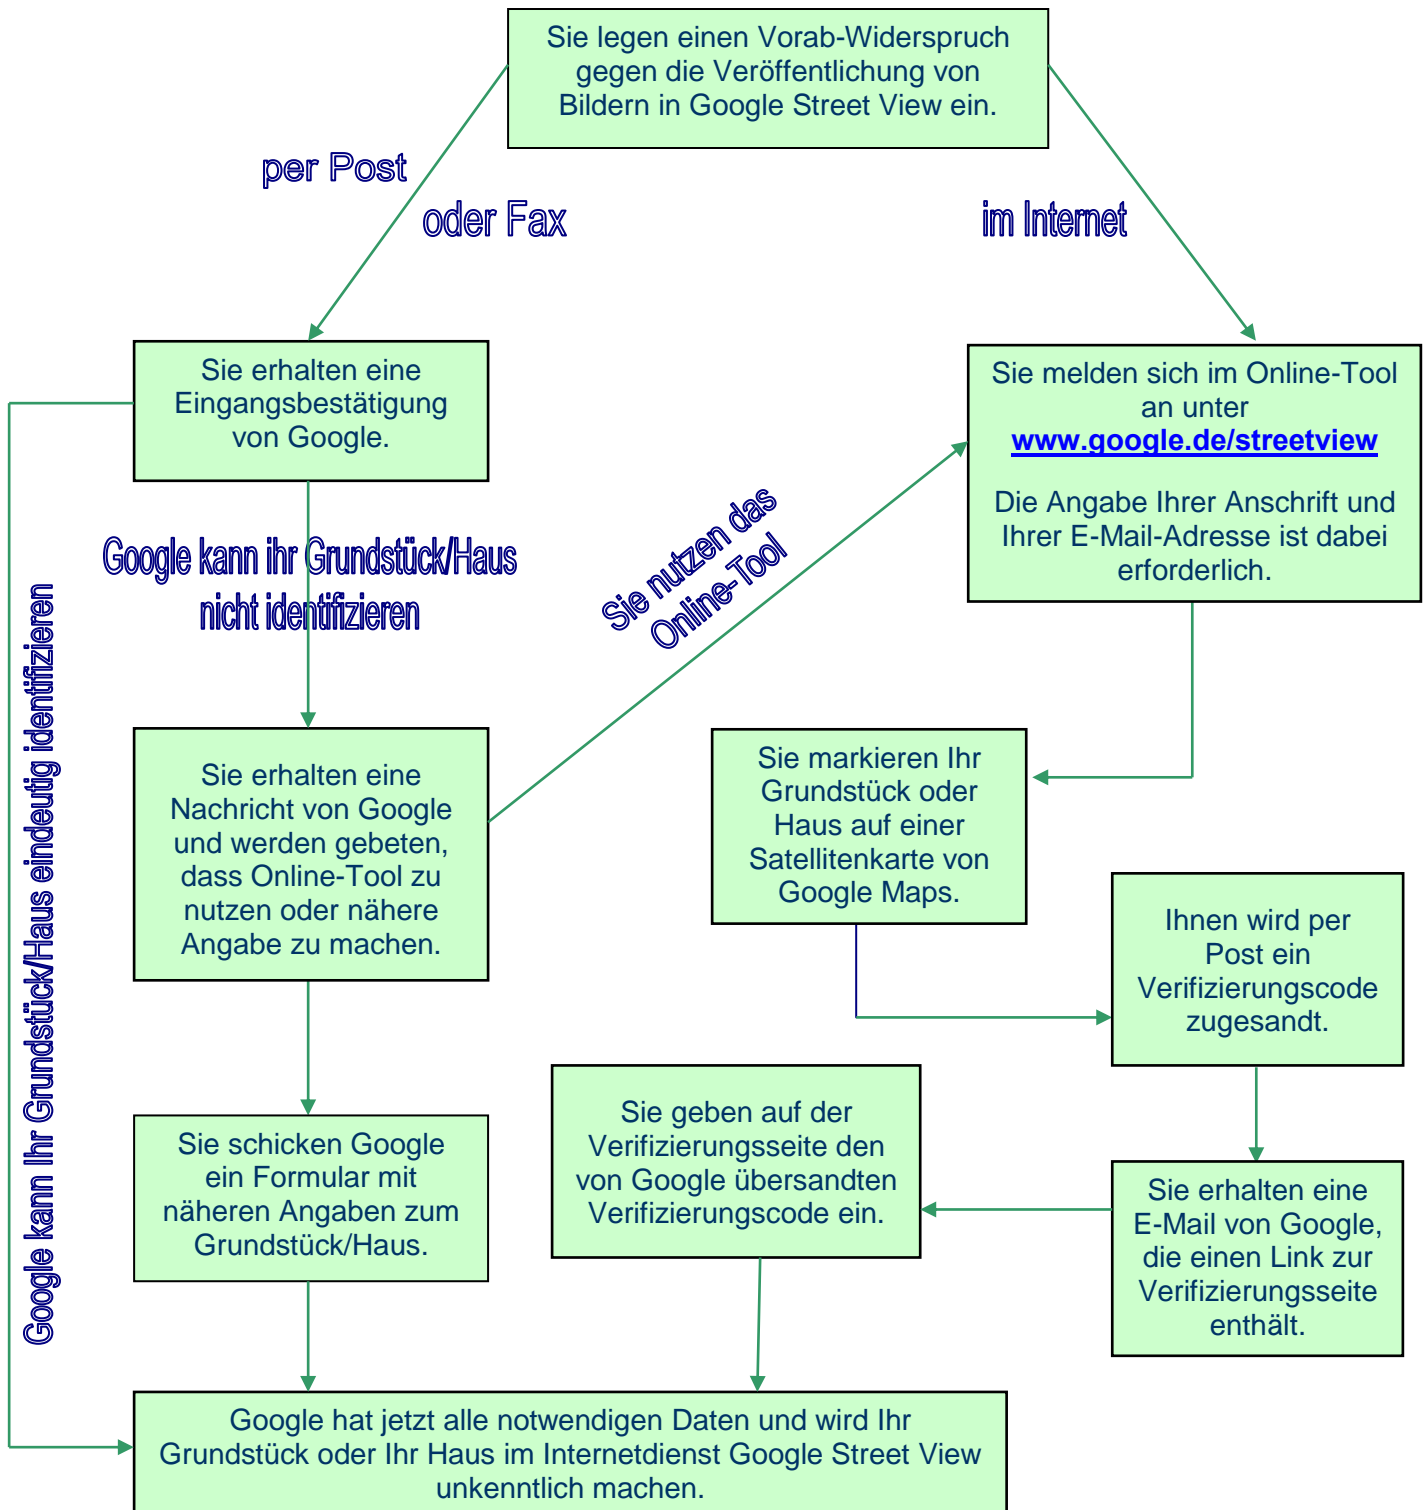 Sie legen einen Vorab-Widerspruch
gegen die Veröffentlichung von
Bildern in Google Street View ein.
per Post
oder Fax
im Internet
Sie erhalten eine
Eingangsbestätigung
von Google.
Sie melden sich im Online-Tool
an unter
www.google.de/streetview
Die Angabe Ihrer Anschrift und
Ihrer E-Mail-Adresse ist dabei
erforderlich.
Google kann ihr Grundstück/Haus
nicht identifizieren
Sie nutzen das
Online-Tool
Google kann Ihr Grundstück/Haus eindeutig identifizieren
Sie erhalten eine
Nachricht von Google
und werden gebeten,
dass Online-Tool zu
nutzen oder nähere
Angabe zu machen.
Sie markieren Ihr
Grundstück oder
Haus auf einer
Satellitenkarte von
Google Maps.
Ihnen wird per
Post ein
Verifizierungscode
zugesandt.
Sie schicken Google
ein Formular mit
näheren Angaben zum
Grundstück/Haus.
Sie geben auf der
Verifizierungsseite den
von Google übersandten
Verifizierungscode ein.
Sie erhalten eine
E-Mail von Google,
die einen Link zur
Verifizierungsseite
enthält.
Google hat jetzt alle notwendigen Daten und wird Ihr
Grundstück oder Ihr Haus im Internetdienst Google Street View
unkenntlich machen.